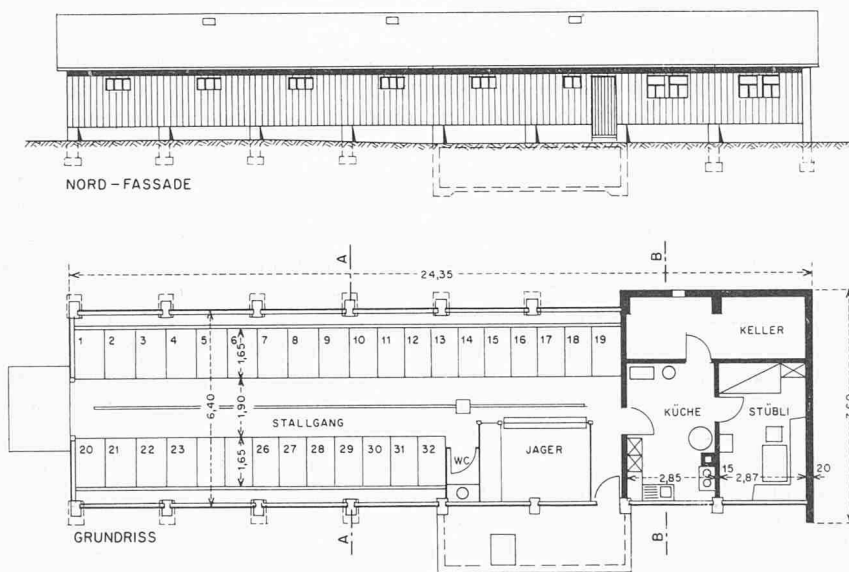 NORD – FASSADE
A
B
24,35
1 2 3 4 5 6 7 8 9 10 11 12 13 14 15 16 17 18 19
KELLER
1,65
6,40
1,90
STALLGANG
KÜCHE
STÜBLI
7,60
20 21 22 23 26 27 28 29 30 31 32
1,65
WC
JAGER
2,85
15
2,87
20
GRUNDRISS
A
B